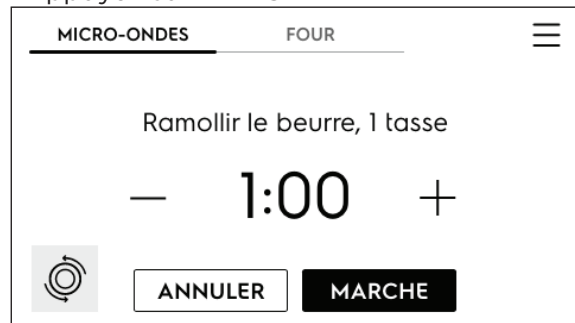 MICRO-ONDES FOUR
Ramollir le beurre, 1 tasse
— 1:00 +
ANNULER MARCHE